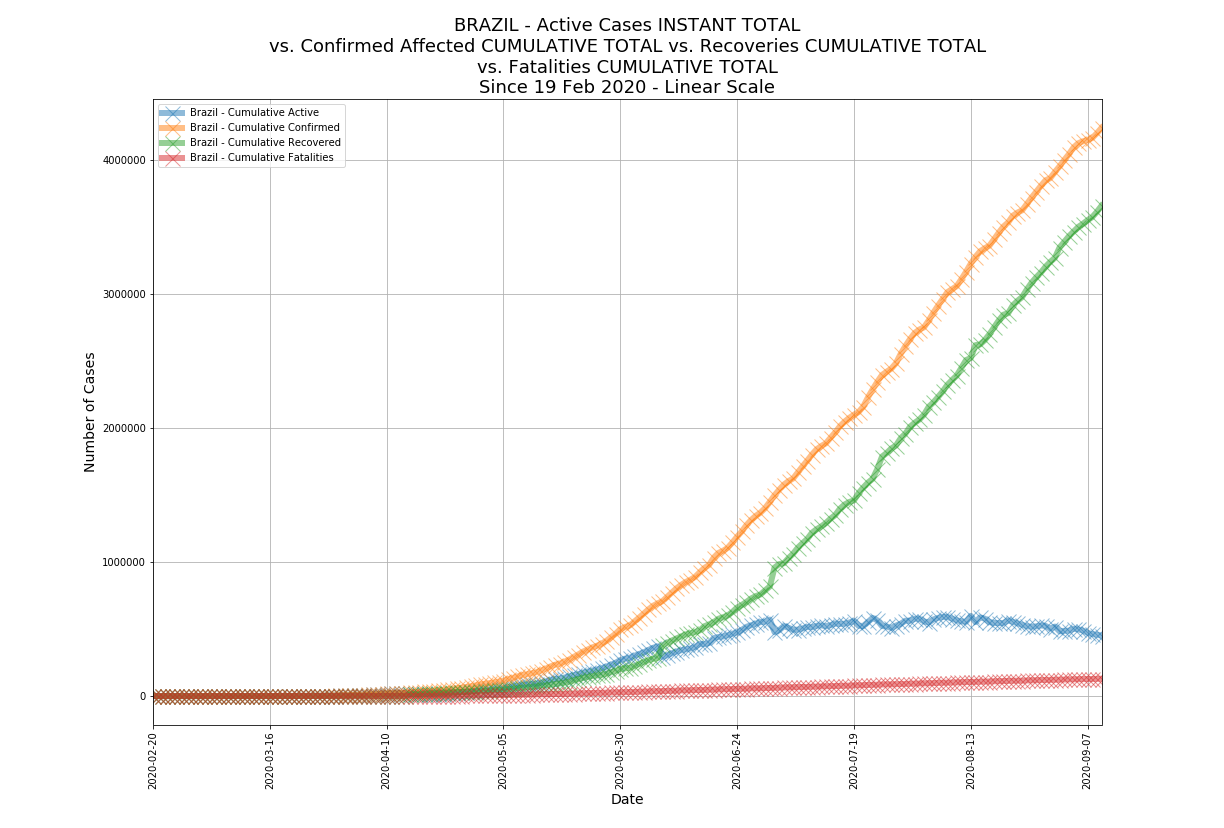 BRAZIL - Active Cases INSTANT TOTAL
vs. Confirmed Affected CUMULATIVE TOTAL vs. Recoveries CUMULATIVE TOTAL
vs. Fatalities CUMULATIVE TOTAL
Since 19 Feb 2020 - Linear Scale
Brazil - Cumulative Active
Brazil - Cumulative Confirmed
Brazil - Cumulative Recovered
Brazil - Cumulative Fatalities
Number of Cases
4000000
3000000
2000000
1000000
0
2020-02-20
2020-03-16
2020-04-10
2020-05-05
2020-05-30
2020-06-24
2020-07-19
2020-08-13
2020-09-07
Date